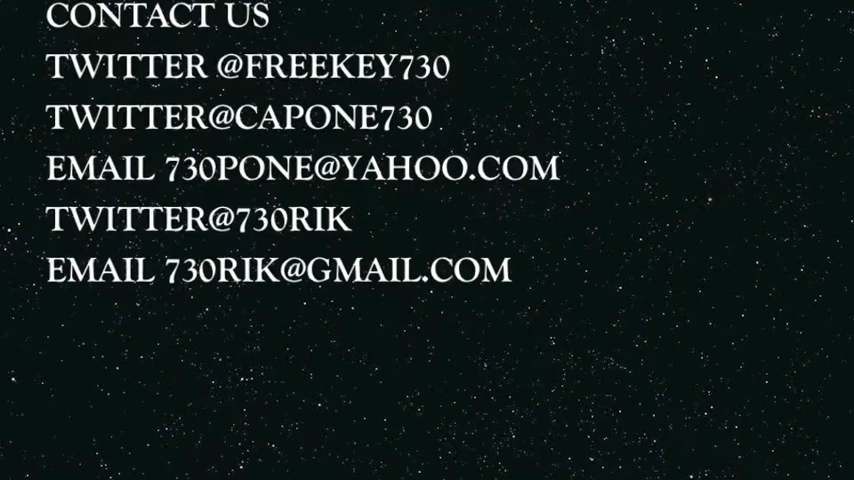 CONTACT US
TWITTER @FREEKEY730
TWITTER@CAPONE730
EMAIL 730PONE@YAHOO.COM
TWITTER@730RIK
EMAIL 730RIK@GMAIL.COM